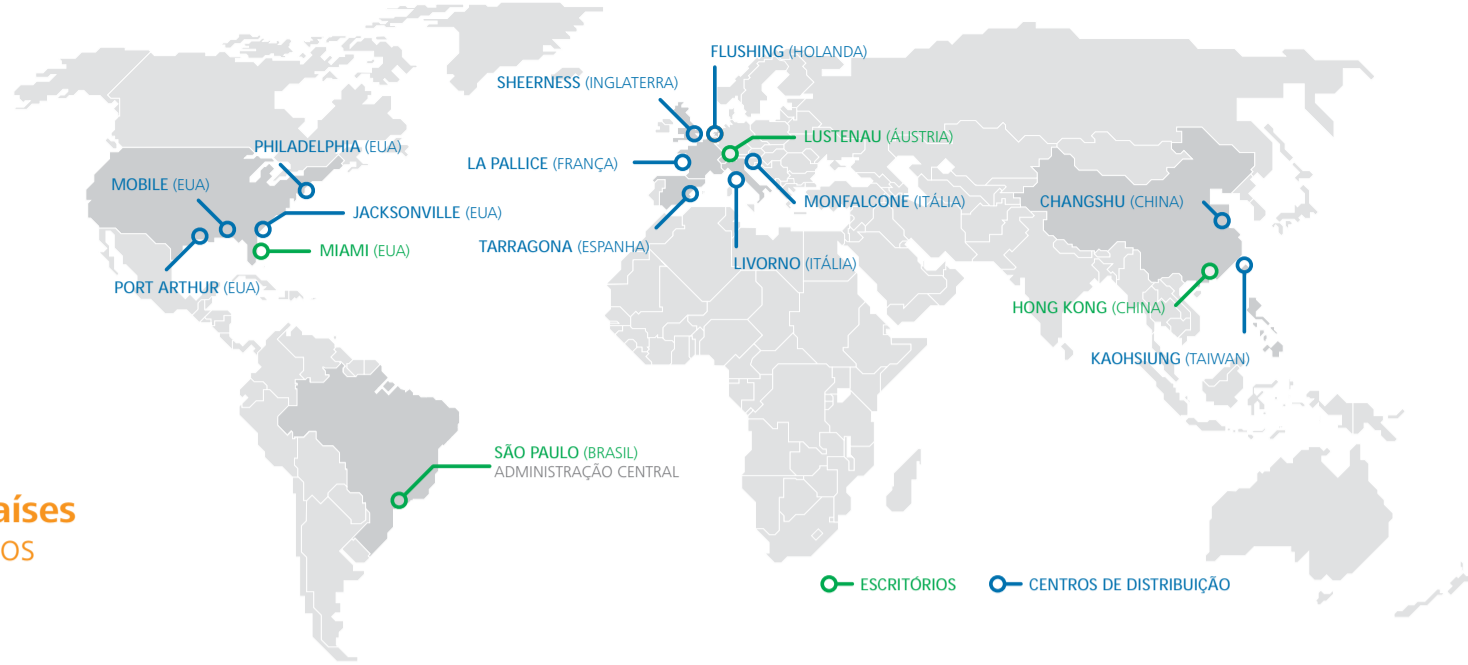 FLUSHING (HOLANDA)
SHEERNESS (INGLATERRA)
LUSTENAU (ÁUSTRIA)
PHILADELPHIA (EUA)
LA PALLICE (FRANÇA)
MOBILE (EUA)
MONFALCONE (ITÁLIA)
CHANGSHU (CHINA)
JACKSONVILLE (EUA)
TARRAGONA (ESPANHA)
MIAMI (EUA)
LIVORNO (ITÁLIA)
PORT ARTHUR (EUA)
HONG KONG (CHINA)
KAOHSIUNG (TAIWAN)
SÃO PAULO (BRASIL)
ADMINISTRAÇÃO CENTRAL
aíses
OS
ESCRITÓRIOS
CENTROS DE DISTRIBUIÇÃO